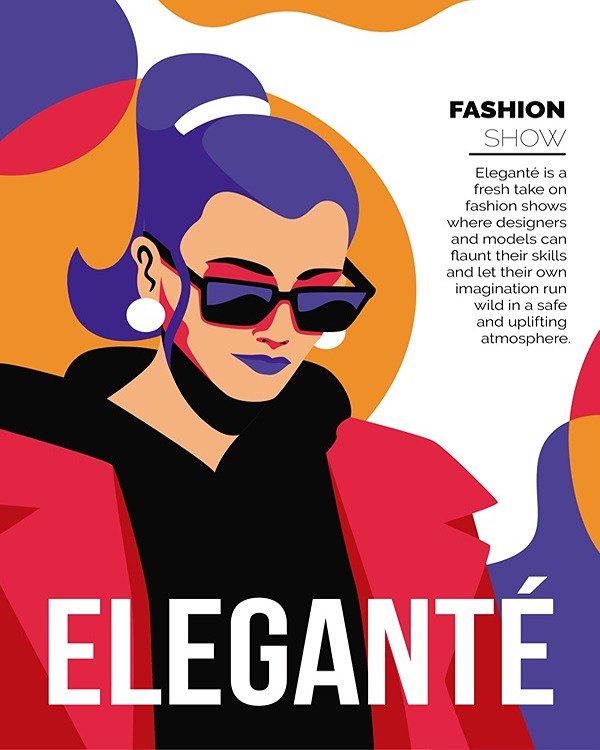 FASHION
SHOW
Eleganté is a
fresh take on
fashion shows
where designers
and models can
flaunt their skills
and let their own
imagination run
wild in a safe
and uplifting
atmosphere.
ELEGANTÉ